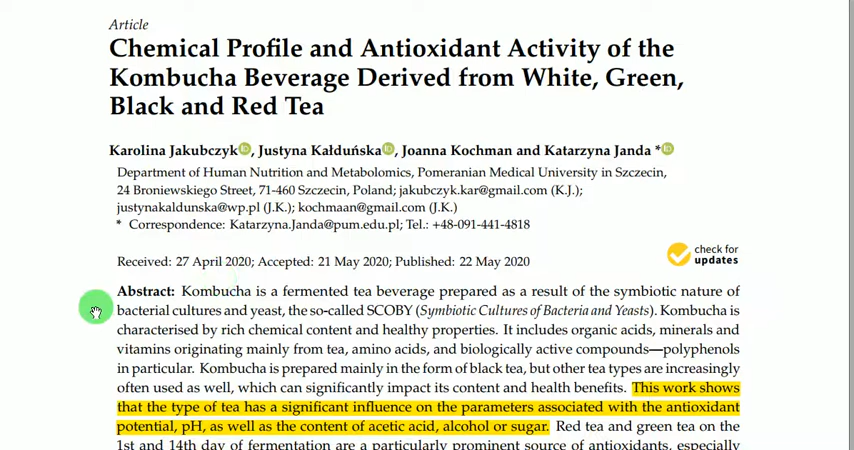 Article
Chemical Profile and Antioxidant Activity of the
Kombucha Beverage Derived from White, Green,
Black and Red Tea
Karolina Jakubczyk, Justyna Kałduńska, Joanna Kochman and Katarzyna Janda *
Department of Human Nutrition and Metabolomics, Pomeranian Medical University in Szczecin,
24 Broniewskiego Street, 71-460 Szczecin, Poland; jakubczyk.kar@gmail.com (K.J.);
justynakaldunska@wp.pl (J.K.); kochmaan@gmail.com (J.K.)
* Correspondence: Katarzyna.Janda@pum.edu.pl; Tel.: +48-091-441-4818
Received: 27 April 2020; Accepted: 21 May 2020; Published: 22 May 2020
check for
updates
Abstract: Kombucha is a fermented tea beverage prepared as a result of the symbiotic nature of
bacterial cultures and yeast, the so-called SCOBY (Symbiotic Cultures of Bacteria and Yeasts). Kombucha is
characterised by rich chemical content and healthy properties. It includes organic acids, minerals and
vitamins originating mainly from tea, amino acids, and biologically active compounds—polyphenols
in particular. Kombucha is prepared mainly in the form of black tea, but other tea types are increasingly
often used as well, which can significantly impact its content and health benefits. This work shows
that the type of tea has a significant influence on the parameters associated with the antioxidant
potential, pH, as well as the content of acetic acid, alcohol or sugar. Red tea and green tea on the
1st and 14th day of fermentation are a particularly prominent source of antioxidants, especially